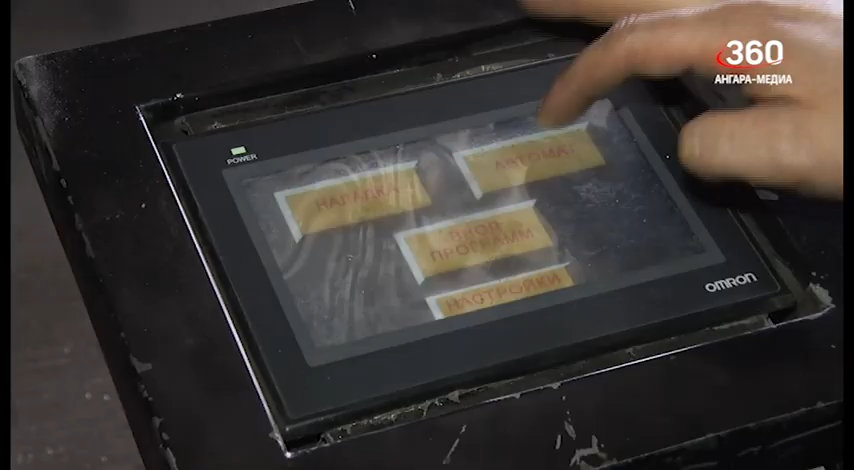 360
АНГАРА-МЕДИА
POWER
НАЛАДКА
АВТОМАТ
ВВОД
ПРОГРАММ
НАСТРОЙКИ
OMRON